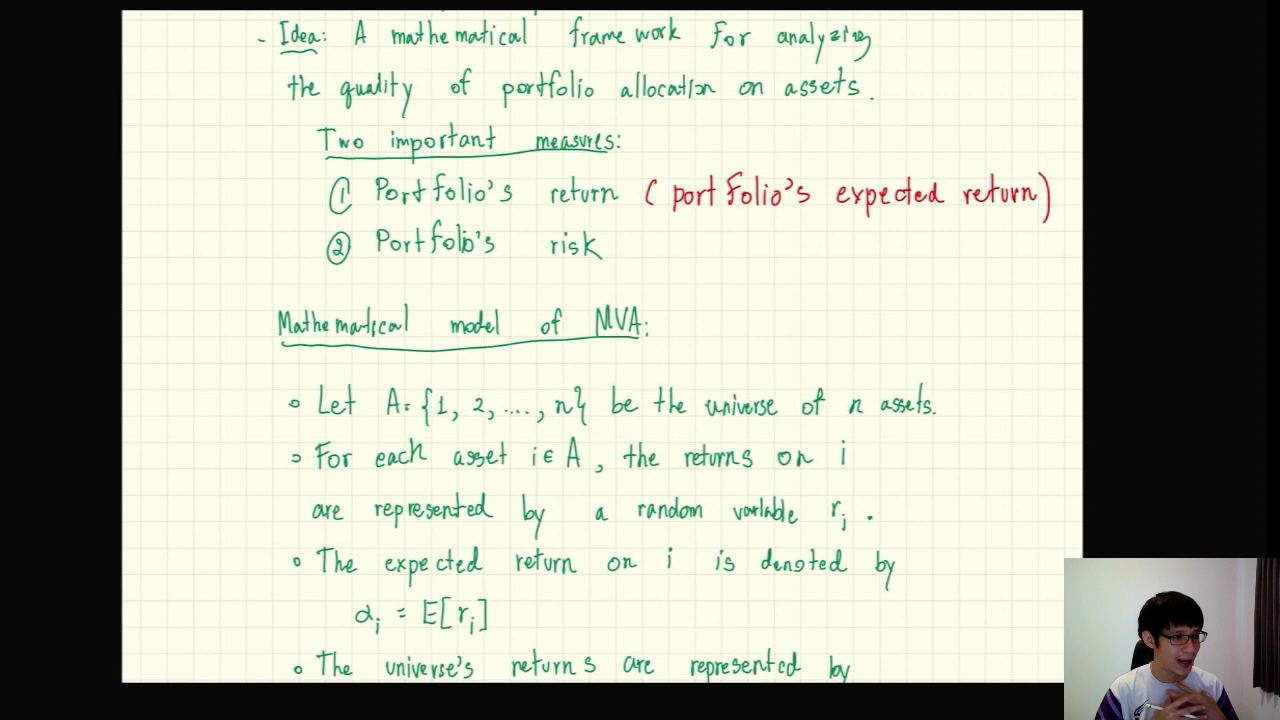 - Idea: A mathematical framework for analyzing
the quality of portfolio allocation on assets.
Two important measures:
① Portfolio's return (portfolio's expected return)
② Portfolio's risk
Mathematical model of MVA:
◦ Let A = {1, 2, ...., n} be the universe of n assets.
◦ For each asset i ∈ A, the returns on i
are represented by a random variable rᵢ.
◦ The expected return on i is denoted by
αᵢ = E[rᵢ]
◦ The universe's returns are represented by